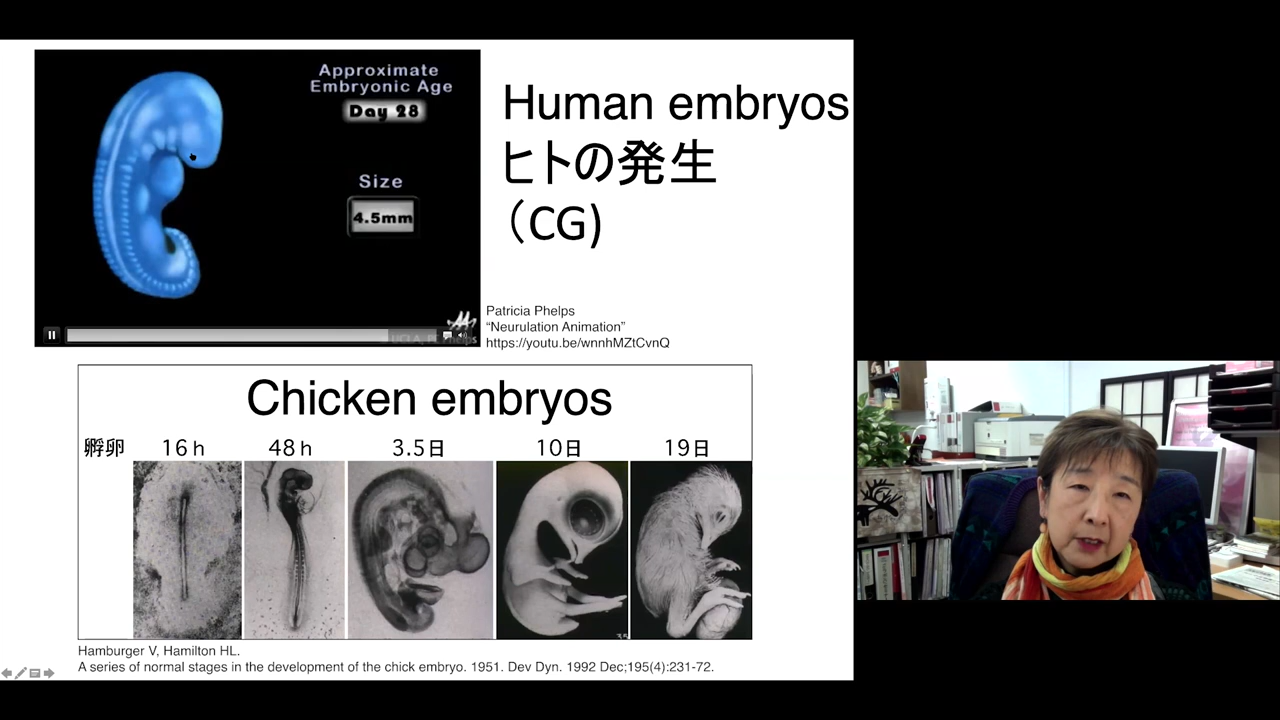 Approximate
Embryonic Age
Day 28
Size
4.5mm
Human embryos
ヒトの発生
（CG)
Patricia Phelps
“Neurulation Animation”
https://youtu.be/wnnhMZtCvnQ
Chicken embryos
孵卵 16h 48h 3.5日 10日 19日
Hamburger V, Hamilton HL.
A series of normal stages in the development of the chick embryo. 1951. Dev Dyn. 1992 Dec;195(4):231-72.